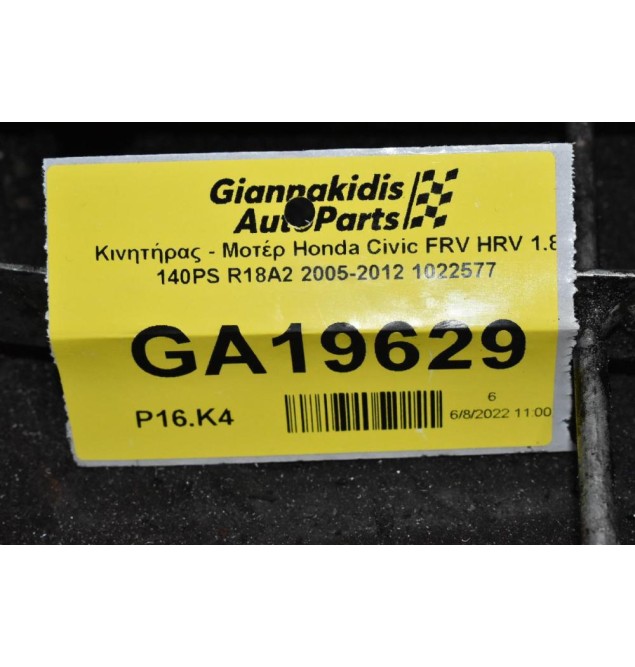 Giannakidis
AutoParts
Κινητήρας - Μοτέρ Honda Civic FRV HRV 1.8
140PS R18A2 2005-2012 1022577
GA19629
P16.K4
6
6/8/2022 11:00